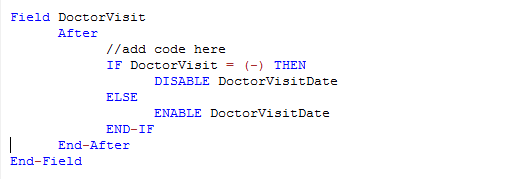 Field DoctorVisit
After
//add code here
IF DoctorVisit = (-) THEN
DISABLE DoctorVisitDate
ELSE
ENABLE DoctorVisitDate
END-IF
End-After
End-Field